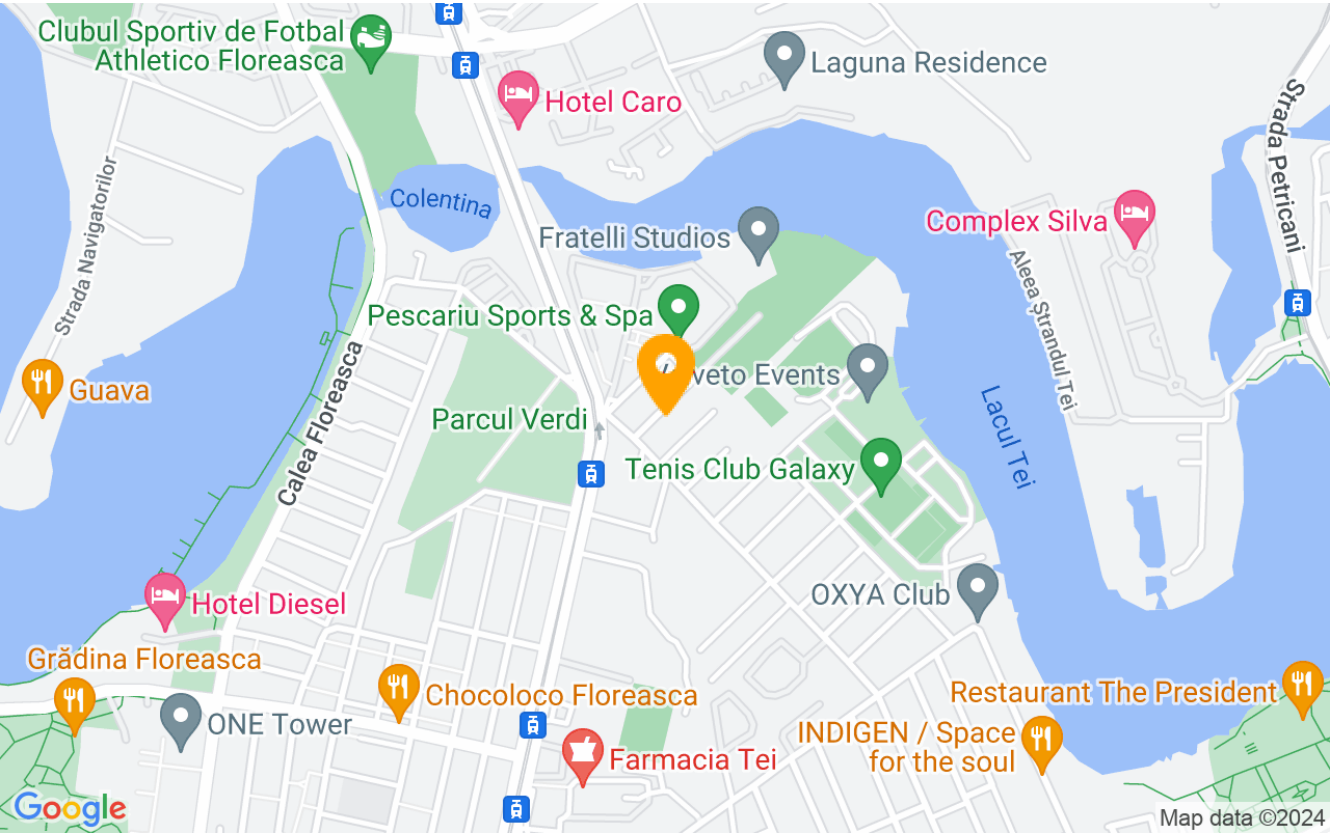 Clubul Sportiv de Fotbal
Athletico Floreasca
Laguna Residence
Hotel Caro
Strada Petricani
Strada Navigatorilor
Colentina
Complex Silva
Fratelli Studios
Aleea Ștrandul Tei
Pescariu Sports & Spa
Guava
Calea Floreasca
veto Events
Parcul Verdi
Lacul Tei
Tenis Club Galaxy
Hotel Diesel
OXYA Club
Grădina Floreasca
Chocoloco Floreasca
Restaurant The President
ONE Tower
INDIGEN / Space
for the soul
Farmacia Tei
Google
Map data ©2024